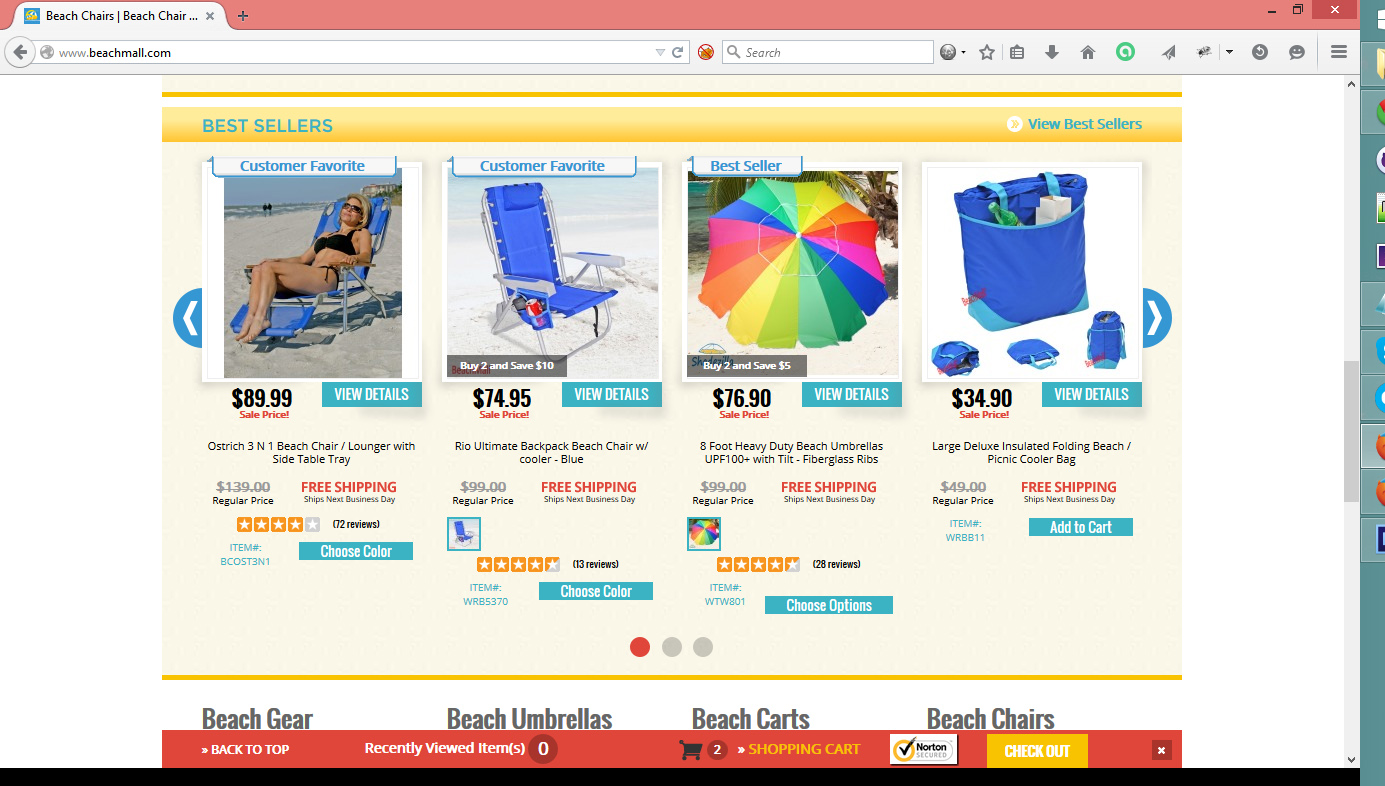 Beach Chairs | Beach Chair ...
www.beachmall.com
Search
BEST SELLERS
View Best Sellers
Customer Favorite
Customer Favorite
Best Seller
Buy 2 and Save $10
Buy 2 and Save $5
$89.99
VIEW DETAILS
Sale Price!
$74.95
VIEW DETAILS
Sale Price!
$76.90
VIEW DETAILS
Sale Price!
$34.90
VIEW DETAILS
Sale Price!
Ostrich 3 N 1 Beach Chair / Lounger with
Side Table Tray
Rio Ultimate Backpack Beach Chair w/
cooler - Blue
8 Foot Heavy Duty Beach Umbrellas
UPF100+ with Tilt - Fiberglass Ribs
Large Deluxe Insulated Folding Beach /
Picnic Cooler Bag
$139.00
Regular Price
FREE SHIPPING
Ships Next Business Day
$99.00
Regular Price
FREE SHIPPING
Ships Next Business Day
$99.00
Regular Price
FREE SHIPPING
Ships Next Business Day
$49.00
Regular Price
FREE SHIPPING
Ships Next Business Day
(72 reviews)
ITEM#:
BCOST3N1
Choose Color
(13 reviews)
ITEM#:
WRB5370
Choose Color
(28 reviews)
ITEM#:
WTW801
Choose Options
ITEM#:
WRBB11
Add to Cart
Beach Gear
Beach Umbrellas
Beach Carts
Beach Chairs
» BACK TO TOP
Recently Viewed Item(s) 0
2
» SHOPPING CART
Norton
SECURED
CHECK OUT